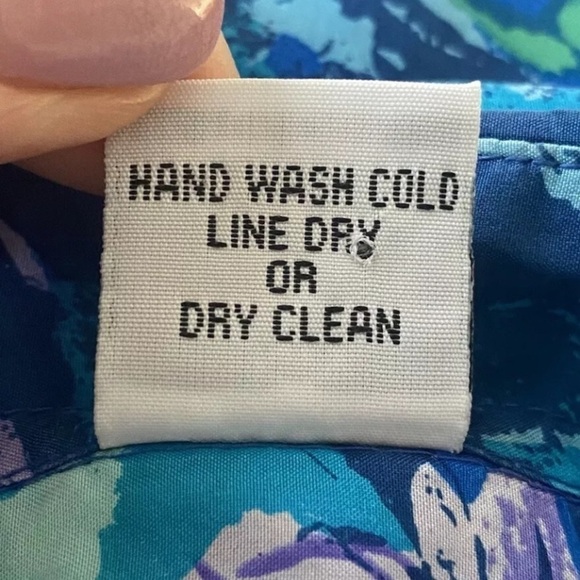 HAND WASH COLD
LINE DRY
OR
DRY CLEAN